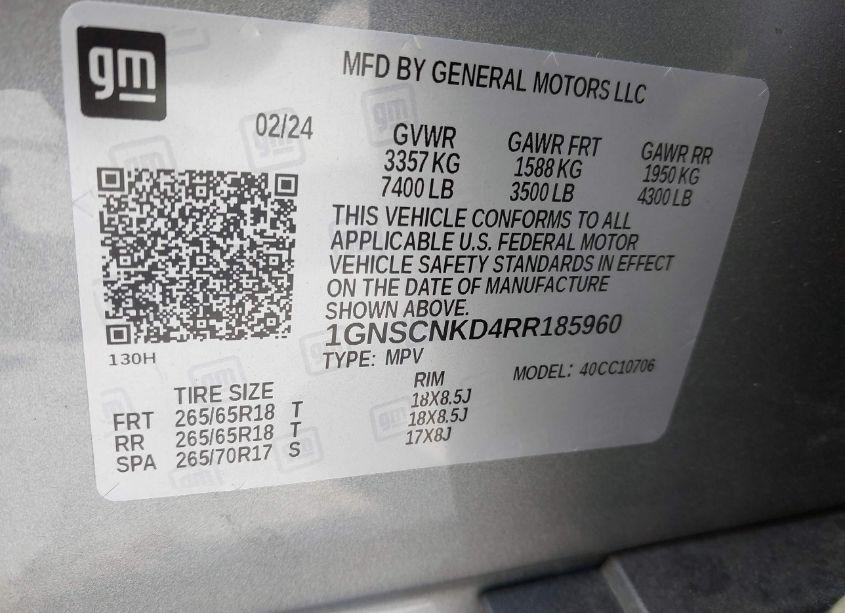 gm
MFD BY GENERAL MOTORS LLC
02/24
GVWR GAWR FRT GAWR RR
3357 KG 1588 KG 1950 KG
7400 LB 3500 LB 4300 LB
THIS VEHICLE CONFORMS TO ALL
APPLICABLE U.S. FEDERAL MOTOR
VEHICLE SAFETY STANDARDS IN EFFECT
ON THE DATE OF MANUFACTURE
SHOWN ABOVE.
1GNSCNKD4RR185960
130H
TYPE: MPV MODEL: 40CC10706
TIRE SIZE RIM
FRT 265/65R18 T 18X8.5J
RR 265/65R18 T 18X8.5J
SPA 265/70R17 S 17X8J